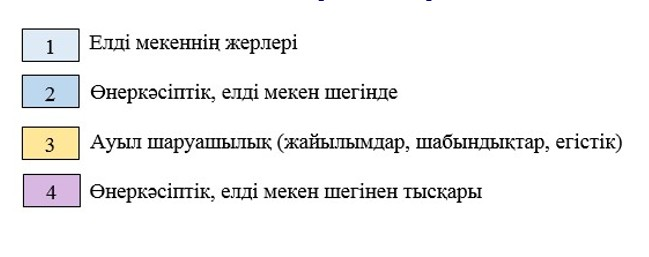 1 Елді мекеннің жерлері
2 Өнеркәсіптік, елді мекен шегінде
3 Ауыл шаруашылық (жайылымдар, шабындықтар, егістік)
4 Өнеркәсіптік, елді мекен шегінен тысқары